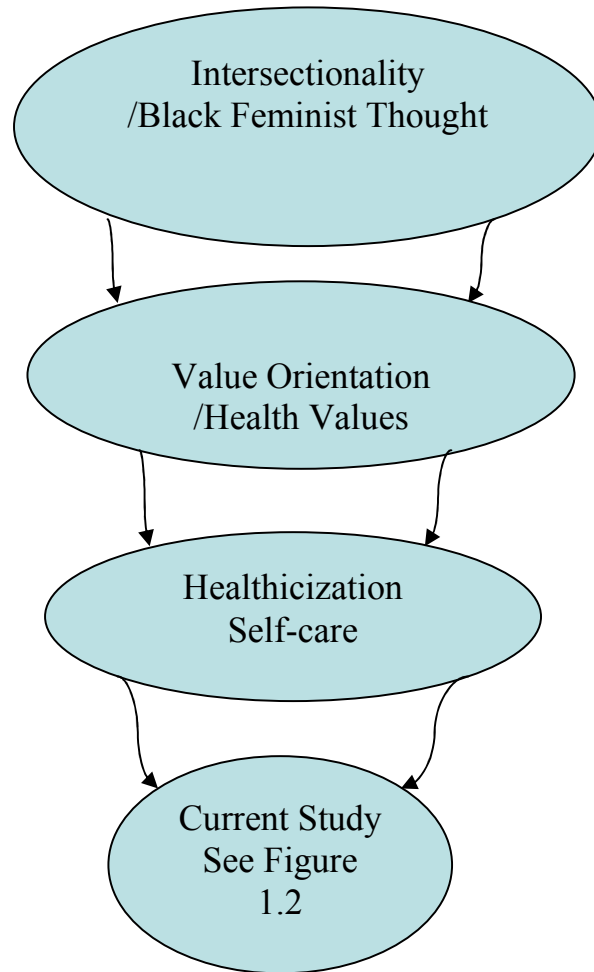 Intersectionality
/Black Feminist Thought
Value Orientation
/Health Values
Healthicization
Self-care
Current Study
See Figure
1.2